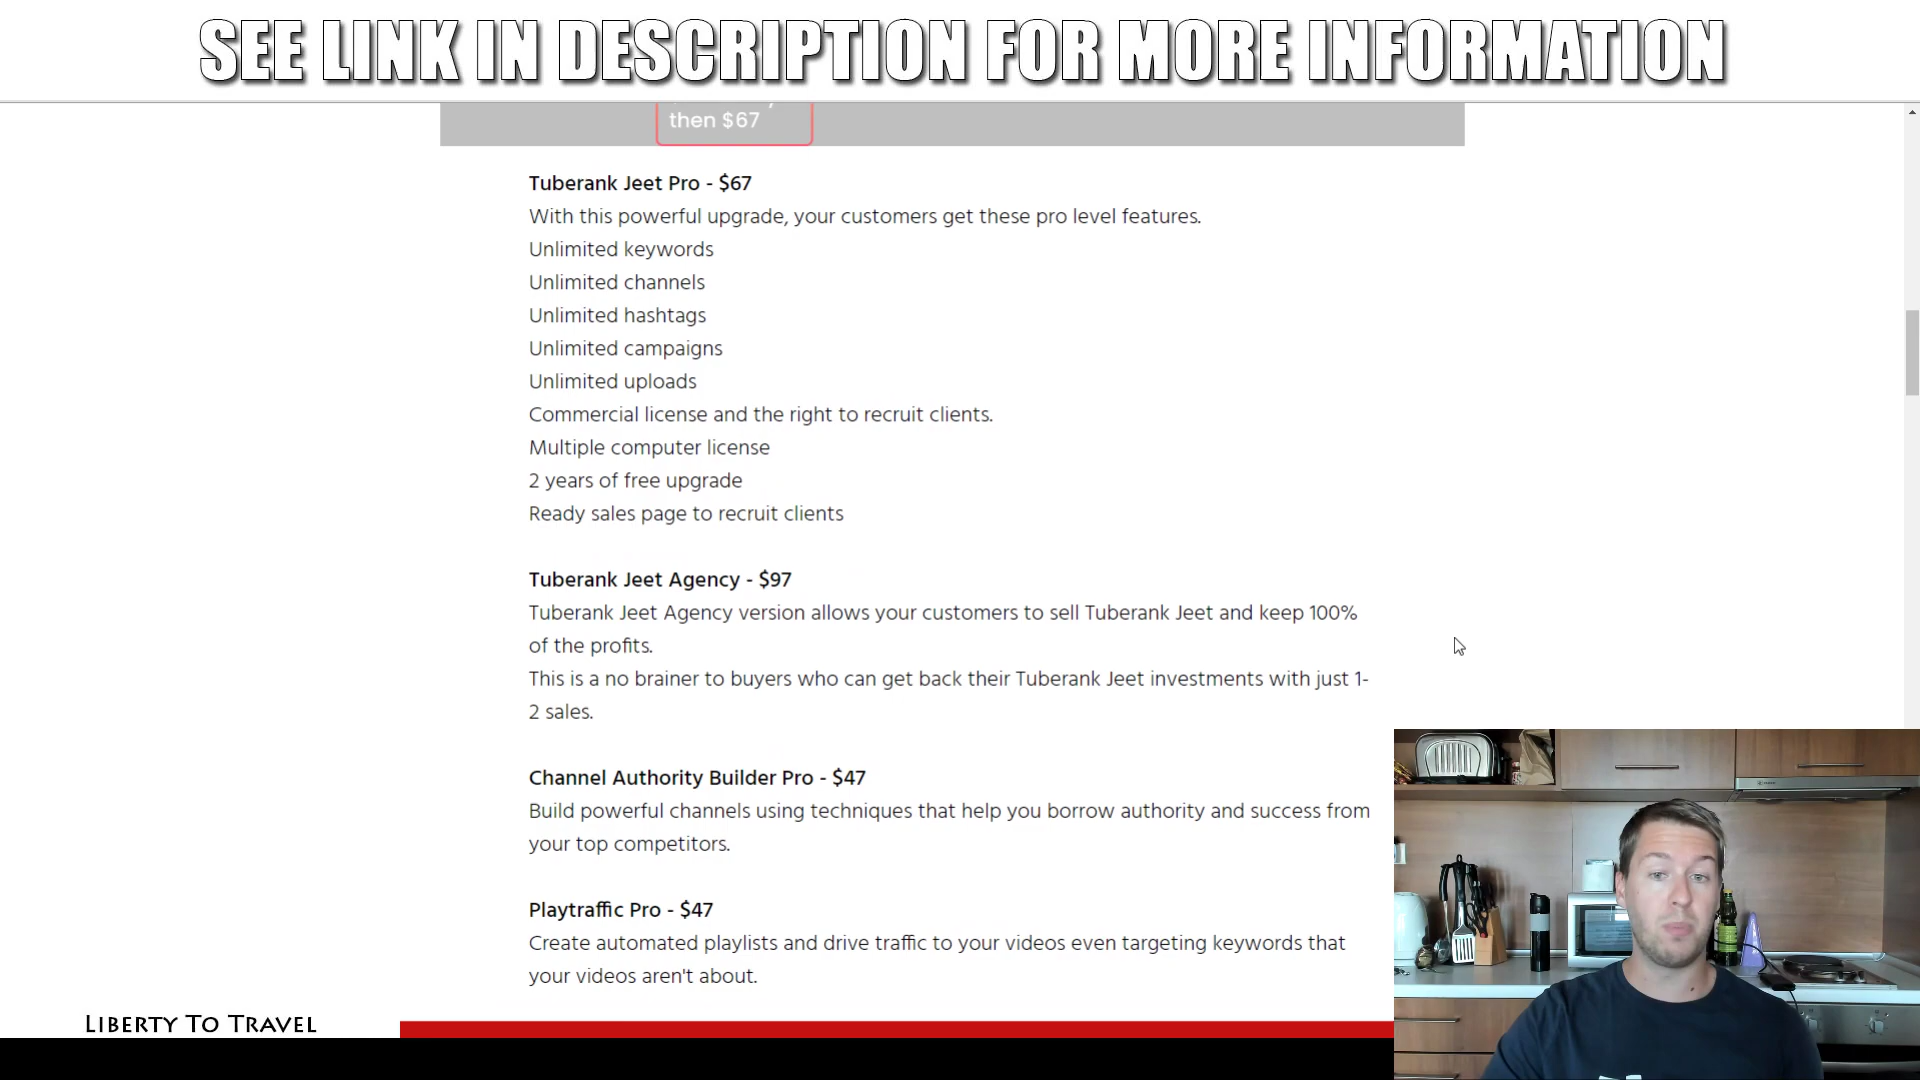 SEE LINK IN DESCRIPTION FOR MORE INFORMATION
then $67
Tuberank Jeet Pro - $67
With this powerful upgrade, your customers get these pro level features.
Unlimited keywords
Unlimited channels
Unlimited hashtags
Unlimited campaigns
Unlimited uploads
Commercial license and the right to recruit clients.
Multiple computer license
2 years of free upgrade
Ready sales page to recruit clients
Tuberank Jeet Agency - $97
Tuberank Jeet Agency version allows your customers to sell Tuberank Jeet and keep 100%
of the profits.
This is a no brainer to buyers who can get back their Tuberank Jeet investments with just 1-
2 sales.
Channel Authority Builder Pro - $47
Build powerful channels using techniques that help you borrow authority and success from
your top competitors.
Playtraffic Pro - $47
Create automated playlists and drive traffic to your videos even targeting keywords that
your videos aren't about.
LIBERTY TO TRAVEL